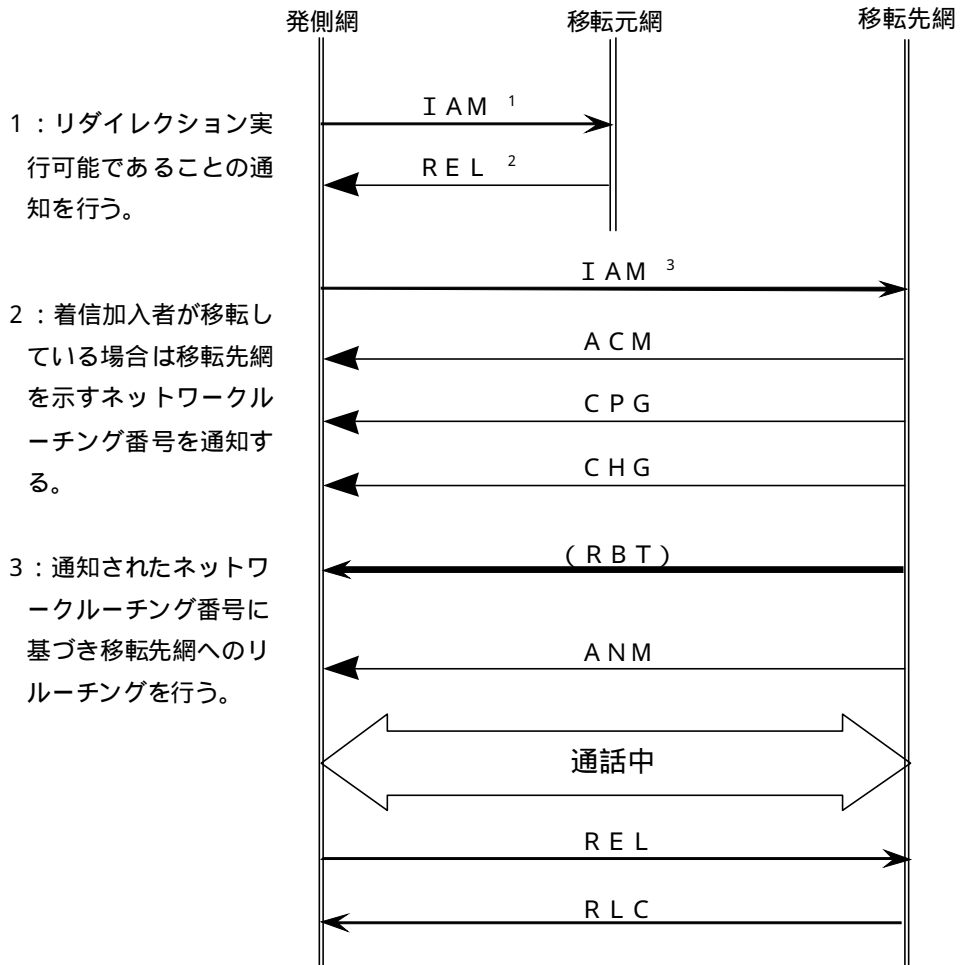 発側網
移転元網
移転先網
ＩＡＭ 1
1：リダイレクション実
行可能であることの通
知を行う。
ＲＥＬ 2
ＩＡＭ 3
2：着信加入者が移転し
ている場合は移転先網
を示すネットワークル
ーチング番号を通知す
る。
ＡＣＭ
ＣＰＧ
ＣＨＧ
3：通知されたネットワ
ークルーチング番号に
基づき移転先網へのリ
ルーチングを行う。
（ＲＢＴ）
ＡＮＭ
通話中
ＲＥＬ
ＲＬＣ